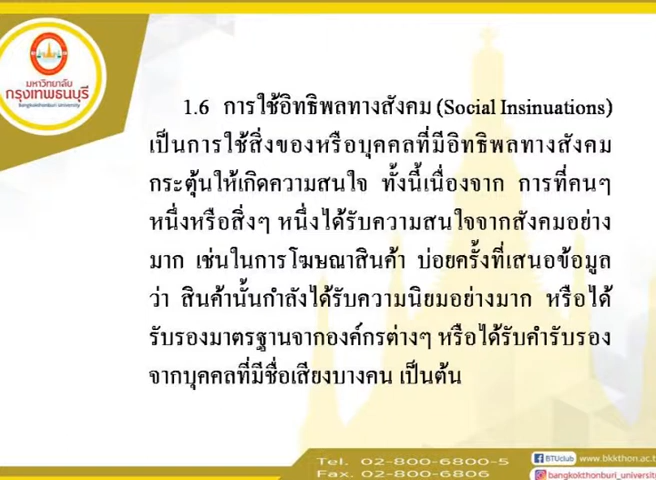 มหาวิทยาลัย
กรุงเทพธนบุรี
Bangkokthonburi University
1.6 การใช้อิทธิพลทางสังคม (Social Insinuations)
เป็นการใช้สิ่งของหรือบุคคลที่มีอิทธิพลทางสังคม
กระตุ้นให้เกิดความสนใจ ทั้งนี้เนื่องจาก การที่คนๆ
หนึ่งหรือสิ่งๆ หนึ่งได้รับความสนใจจากสังคมอย่าง
มาก เช่นในการโฆษณาสินค้า บ่อยครั้งที่เสนอข้อมูล
ว่า สินค้านั้นกำลังได้รับความนิยมอย่างมาก หรือได้
รับรองมาตรฐานจากองค์กรต่างๆ หรือได้รับคำรับรอง
จากบุคคลที่มีชื่อเสียงบางคน เป็นต้น
Tel. 02-800-6800-5
BTUclub www.bkkthon.ac.t
Fax. 02-800-6806
bangkokthonburi_university